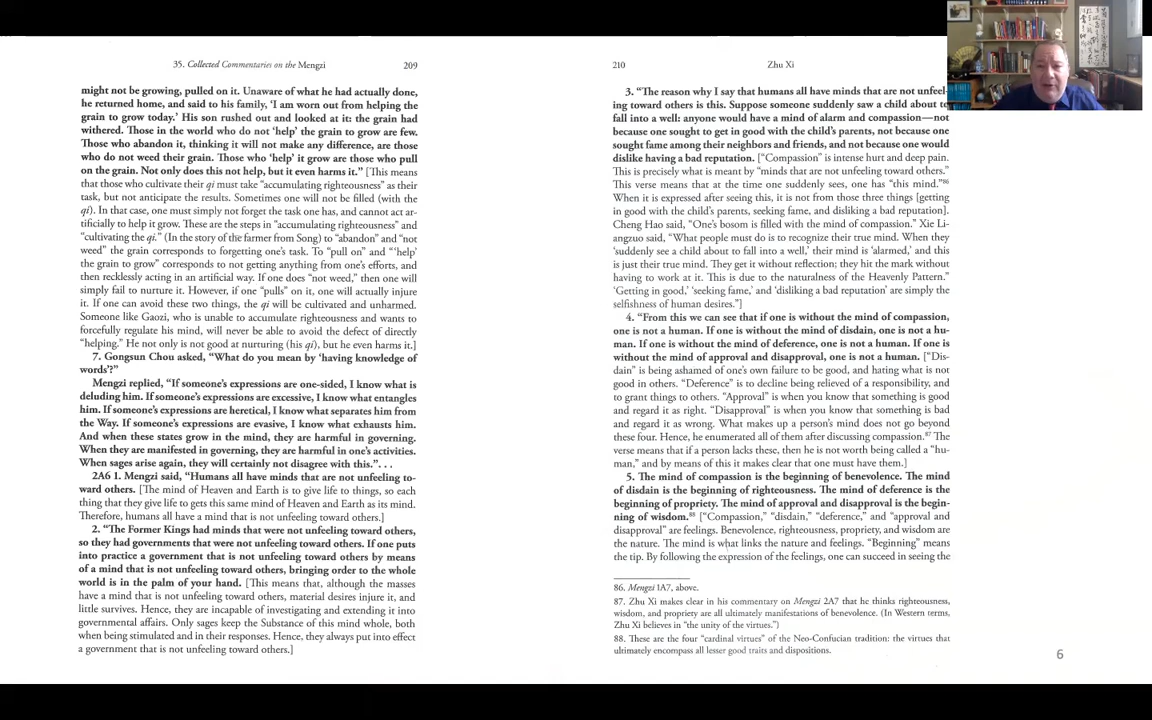 35. Collected Commentaries on the Mengzi 209
might not be growing, pulled on it. Unaware of what he had actually done,
he returned home, and said to his family, ‘I am worn out from helping the
grain to grow today.’ His son rushed out and looked at it: the grain had
withered. Those in the world who do not ‘help’ the grain to grow are few.
Those who abandon it, thinking it will not make any difference, are those
who do not weed their grain. Those who ‘help’ it grow are those who pull
on the grain. Not only does this not help, but it even harms it.” [This means
that those who cultivate their qi must take “accumulating righteousness” as their
task, but not anticipate the results. Sometimes one will not be filled (with the
qi). In that case, one must simply not forget the task one has, and cannot act ar-
tificially to help it grow. These are the steps in “accumulating righteousness” and
“cultivating the qi.” (In the story of the farmer from Song) to “abandon” and “not
weed” the grain corresponds to forgetting one’s task. To “pull on” and “‘help’
the grain to grow” corresponds to not getting anything from one’s efforts, and
then recklessly acting in an artificial way. If one does “not weed,” then one will
simply fail to nurture it. However, if one “pulls” on it, one will actually injure
it. If one can avoid these two things, the qi will be cultivated and unharmed.
Someone like Gaozi, who is unable to accumulate righteousness and wants to
forcefully regulate his mind, will never be able to avoid the defect of directly
“helping.” He not only is not good at nurturing (his qi), but he even harms it.]
7. Gongsun Chou asked, “What do you mean by ‘having knowledge of
words’?”
Mengzi replied, “If someone’s expressions are one-sided, I know what is
deluding him. If someone’s expressions are excessive, I know what entangles
him. If someone’s expressions are heretical, I know what separates him from
the Way. If someone’s expressions are evasive, I know what exhausts him.
And when these states grow in the mind, they are harmful in governing.
When they are manifested in governing, they are harmful in one’s activities.
When sages arise again, they will certainly not disagree with this.”. . .
2A6 1. Mengzi said, “Humans all have minds that are not unfeeling to-
ward others. [The mind of Heaven and Earth is to give life to things, so each
thing that they give life to gets this same mind of Heaven and Earth as its mind.
Therefore, humans all have a mind that is not unfeeling toward others.]
2. “The Former Kings had minds that were not unfeeling toward others,
so they had governments that were not unfeeling toward others. If one puts
into practice a government that is not unfeeling toward others by means
of a mind that is not unfeeling toward others, bringing order to the whole
world is in the palm of your hand. [This means that, although the masses
have a mind that is not unfeeling toward others, material desires injure it, and
little survives. Hence, they are incapable of investigating and extending it into
governmental affairs. Only sages keep the Substance of this mind whole, both
when being stimulated and in their responses. Hence, they always put into effect
a government that is not unfeeling toward others.]
210 Zhu Xi
3. “The reason why I say that humans all have minds that are not unfeel-
ing toward others is this. Suppose someone suddenly saw a child about to
fall into a well: anyone would have a mind of alarm and compassion—not
because one sought to get in good with the child’s parents, not because one
sought fame among their neighbors and friends, and not because one would
dislike having a bad reputation. [“Compassion” is intense hurt and deep pain.
This is precisely what is meant by “minds that are not unfeeling toward others.”
This verse means that at the time one suddenly sees, one has “this mind.”86
When it is expressed after seeing this, it is not from those three things [getting
in good with the child’s parents, seeking fame, and disliking a bad reputation].
Cheng Hao said, “One’s bosom is filled with the mind of compassion.” Xie Li-
angzuo said, “What people must do is to recognize their true mind. When they
‘suddenly see a child about to fall into a well,’ their mind is ‘alarmed,’ and this
is just their true mind. They get it without reflection; they hit the mark without
having to work at it. This is due to the naturalness of the Heavenly Pattern.”
‘Getting in good,’ ‘seeking fame,’ and ‘disliking a bad reputation’ are simply the
selfishness of human desires.”]
4. “From this we can see that if one is without the mind of compassion,
one is not a human. If one is without the mind of disdain, one is not a hu-
man. If one is without the mind of deference, one is not a human. If one is
without the mind of approval and disapproval, one is not a human. [“Dis-
dain” is being ashamed of one’s own failure to be good, and hating what is not
good in others. “Deference” is to decline being relieved of a responsibility, and
to grant things to others. “Approval” is when you know that something is good
and regard it as right. “Disapproval” is when you know that something is bad
and regard it as wrong. What makes up a person’s mind does not go beyond
these four. Hence, he enumerated all of them after discussing compassion.87 The
verse means that if a person lacks these, then he is not worth being called a “hu-
man,” and by means of this it makes clear that one must have them.]
5. The mind of compassion is the beginning of benevolence. The mind
of disdain is the beginning of righteousness. The mind of deference is the
beginning of propriety. The mind of approval and disapproval is the begin-
ning of wisdom.88 [“Compassion,” “disdain,” “deference,” and “approval and
disapproval” are feelings. Benevolence, righteousness, propriety, and wisdom are
the nature. The mind is what links the nature and feelings. “Beginning” means
the tip. By following the expression of the feelings, one can succeed in seeing the
86. Mengzi 1A7, above.
87. Zhu Xi makes clear in his commentary on Mengzi 2A7 that he thinks righteousness,
wisdom, and propriety are all ultimately manifestations of benevolence. (In Western terms,
Zhu Xi believes in “the unity of the virtues.”)
88. These are the four “cardinal virtues” of the Neo-Confucian tradition: the virtues that
ultimately encompass all lesser good traits and dispositions.
6